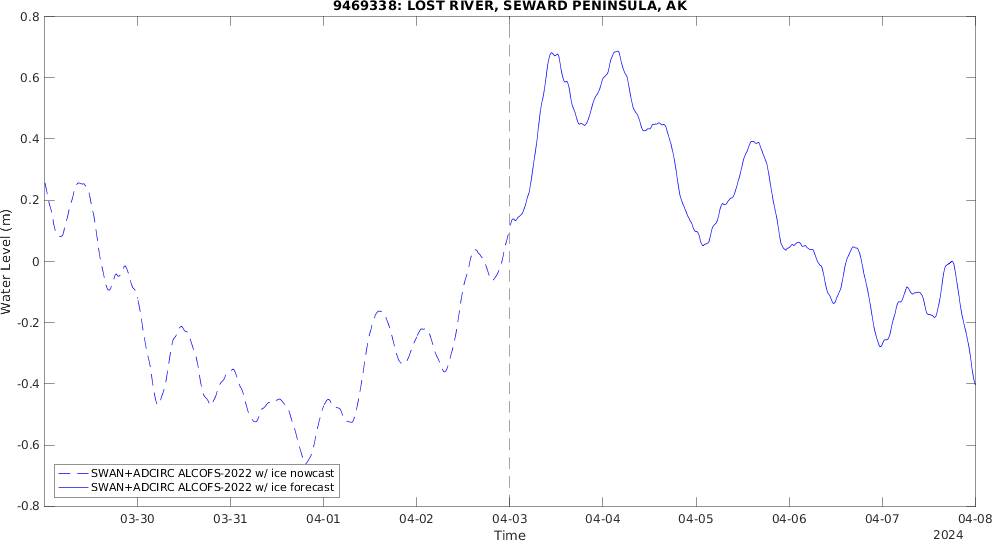 9469338: LOST RIVER, SEWARD PENINSULA, AK
0.8
0.6
0.4
0.2
0
-0.2
-0.4
-0.6
-0.8
Water Level (m)
SWAN+ADCIRC ALCOFS-2022 w/ ice nowcast
SWAN+ADCIRC ALCOFS-2022 w/ ice forecast
03-30 03-31 04-01 04-02 04-03 04-04 04-05 04-06 04-07 04-08
Time
2024